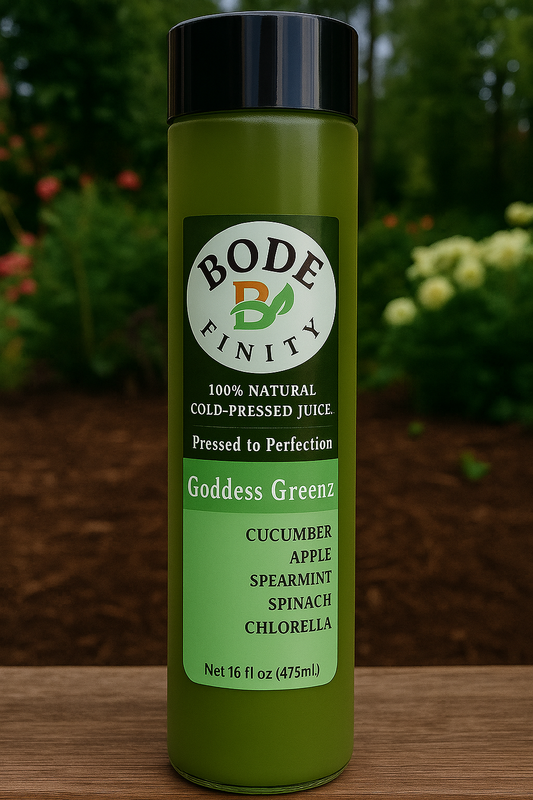 BODE
B
FINITY
100% NATURAL
COLD-PRESSED JUICE.
Pressed to Perfection
Goddess Greenz
CUCUMBER
APPLE
SPEARMINT
SPINACH
CHLORELLA
Net 16 fl oz (475ml.)